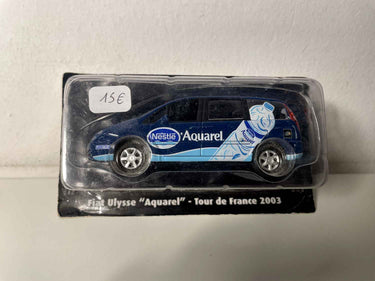 15€
Nestlé Aquarel
Fiat Ulysse "Aquarel" - Tour de France 2003